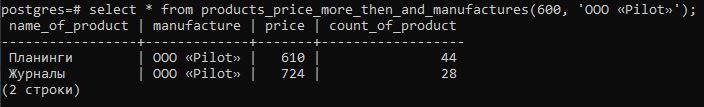 postgres=# select * from products_price_more_then_and_manufactures(600, 'ООО «Pilot»');
 name_of_product | manufacture | price | count_of_product
-----------------+-------------+-------+------------------
 Планинги        | ООО «Pilot» |   610 |               44
 Журналы         | ООО «Pilot» |   724 |               28
(2 строки)